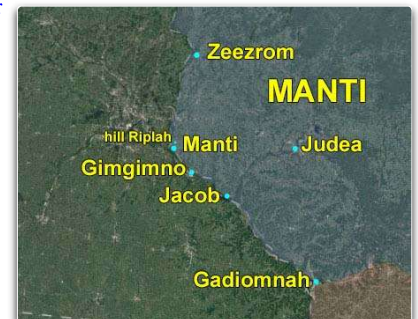 Zeezrom
MANTI
hill Riplah
Manti
Judea
Gimgimno
Jacob
Gadiomnah